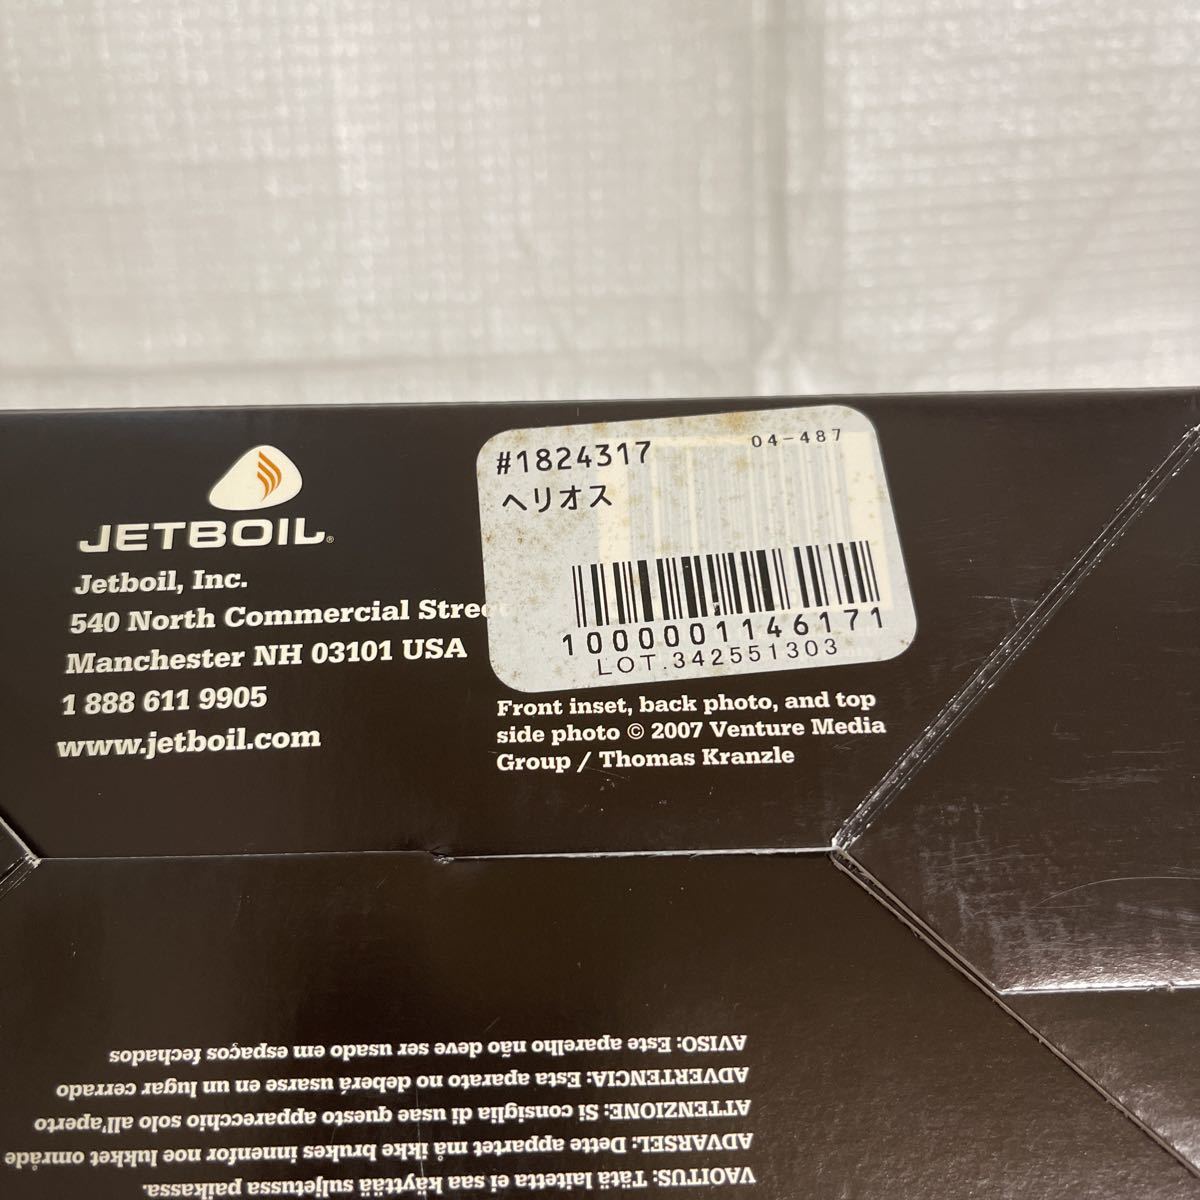 JETBOIL®
Jetboil, Inc.
540 North Commercial Street
Manchester NH 03101 USA
1 888 611 9905
www.jetboil.com
04-487
#1824317
ヘリオス
1000001146171
LOT.342551303
Front inset, back photo, and top
side photo © 2007 Venture Media
Group / Thomas Kranzle
VAOITUS: Tätä laitetta ei saa käyttää suljetussa paikassa.
ADVARSEL: Dette appartet må ikke brukes innenfor noe lukket område
ATTENZIONE: Si consiglia di usae questo apparecchio solo all'aperto
ADVERTENCIA: Esta aparato no deberá usarse en un lugar cerrado
AVISO: Este aparelho não deve ser usado em espaços fechados